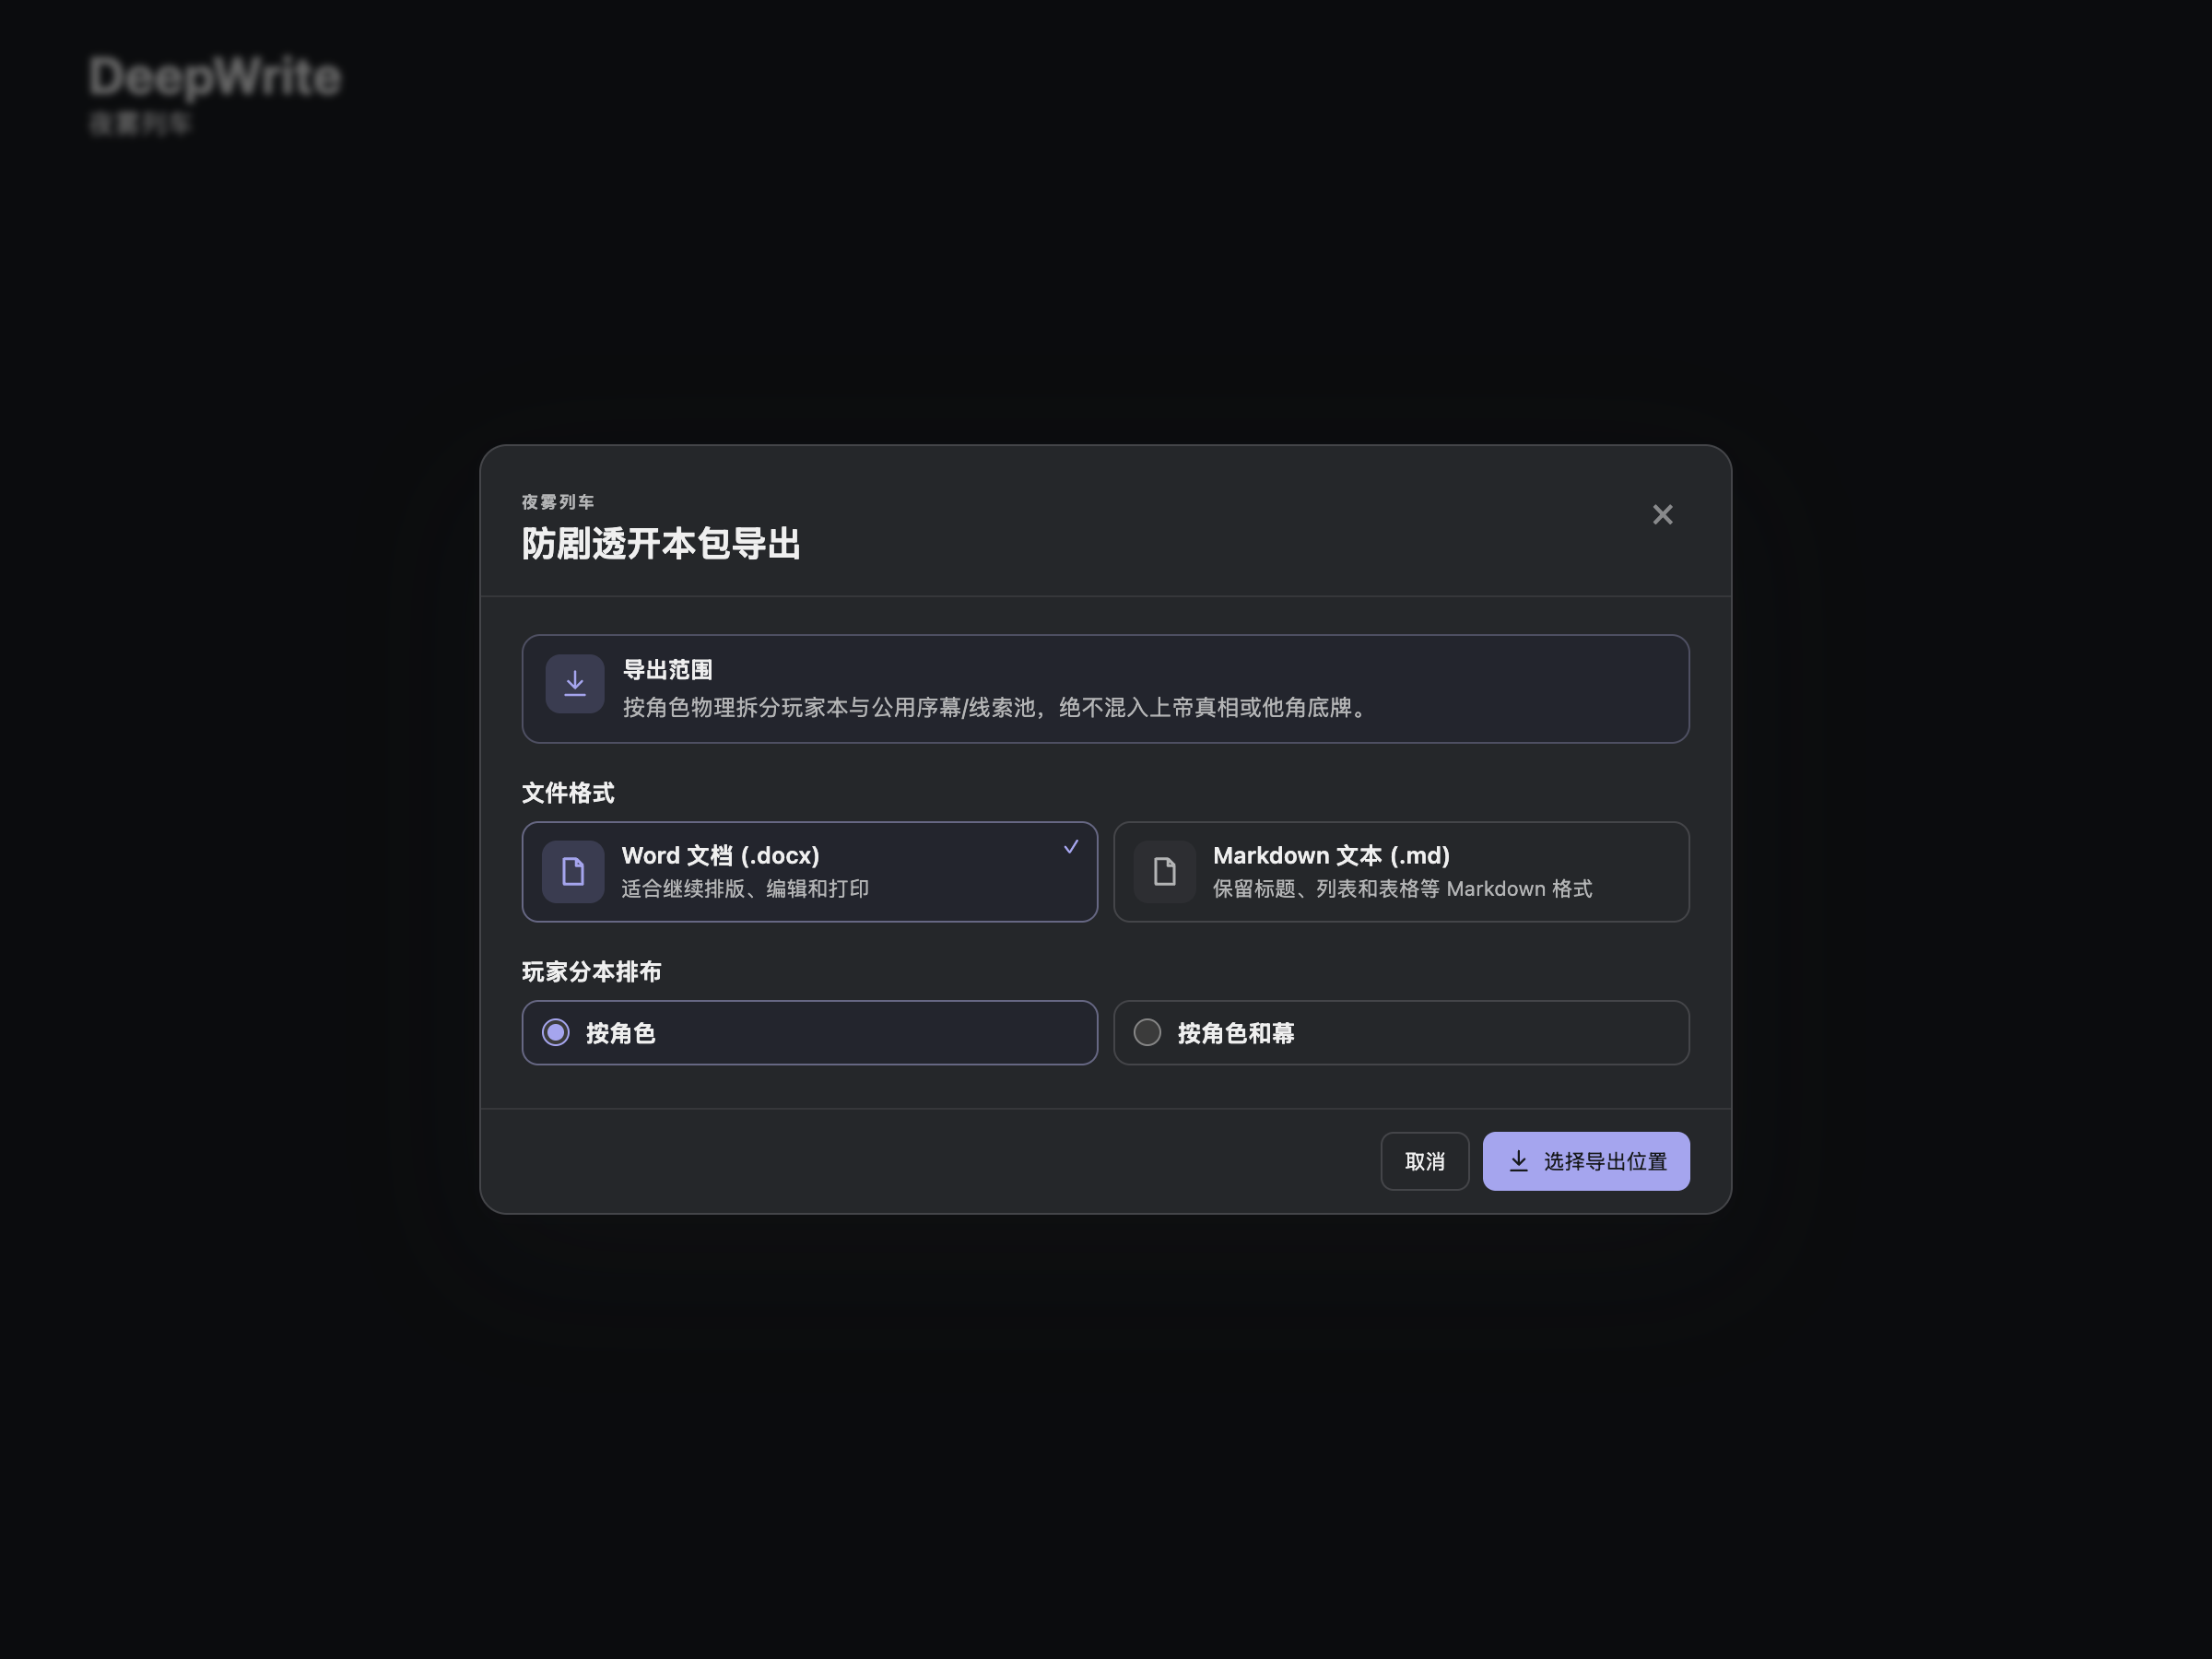 DeepWrite
夜雾列车
夜雾列车
防剧透开本包导出
导出范围
按角色物理拆分玩家本与公用序幕/线索池，绝不混入上帝真相或他角底牌。
文件格式
Word 文档 (.docx)
适合继续排版、编辑和打印
Markdown 文本 (.md)
保留标题、列表和表格等 Markdown 格式
玩家分本排布
按角色
按角色和幕
取消
选择导出位置